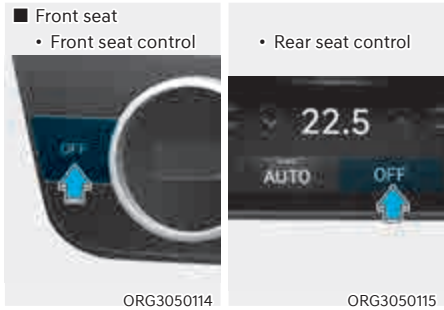 ■ Front seat
• Front seat control
OFF
ORG3050114
• Rear seat control
22.5
AUTO OFF
ORG3050115